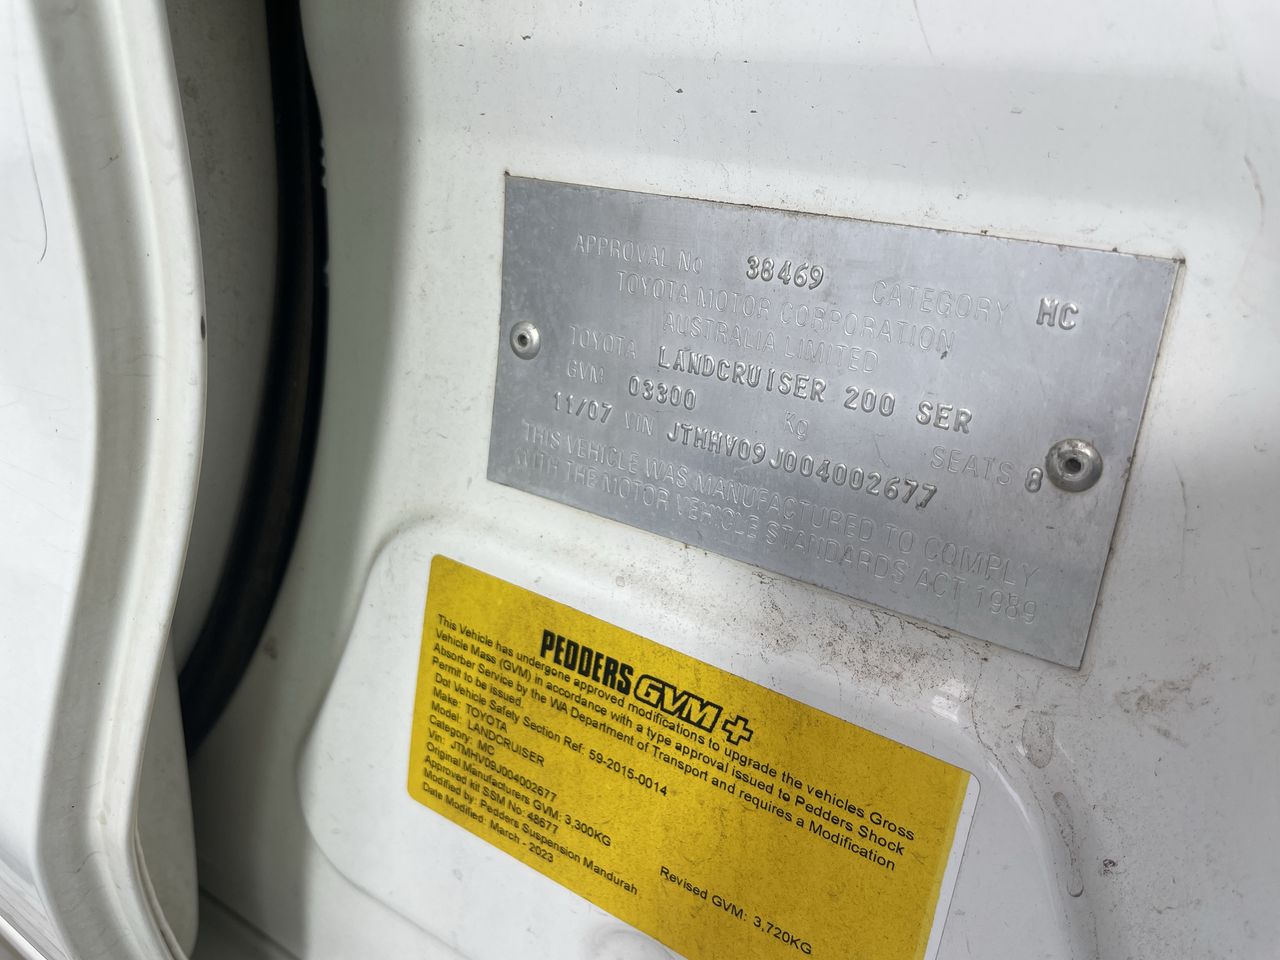 APPROVAL No 38469 CATEGORY MC
TOYOTA MOTOR CORPORATION
AUSTRALIA LIMITED
TOYOTA LANDCRUISER 200 SER
GVM 03300 Kg SEATS 8
11/07 VIN JTMHV09J004002677
THIS VEHICLE WAS MANUFACTURED TO COMPLY
WITH THE MOTOR VEHICLE STANDARDS ACT 1989
PEDDERS GVM+
This Vehicle has undergone approved modifications to upgrade the vehicles Gross
Vehicle Mass (GVM) in accordance with a type approval issued to Pedders Shock
Absorber Service by the WA Department of Transport and requires a Modification
Permit to be issued.
Dot Vehicle Safety Section Ref: 59-2015-0014
Make: TOYOTA
Model: LANDCRUISER
Category: MC
Vin: JTMHV09J004002677
Original Manufacturers GVM: 3,300KG Revised GVM: 3,720KG
Approved kit SSM No: 48677
Modified by: Pedders Suspension Mandurah
Date Modified: March - 2023